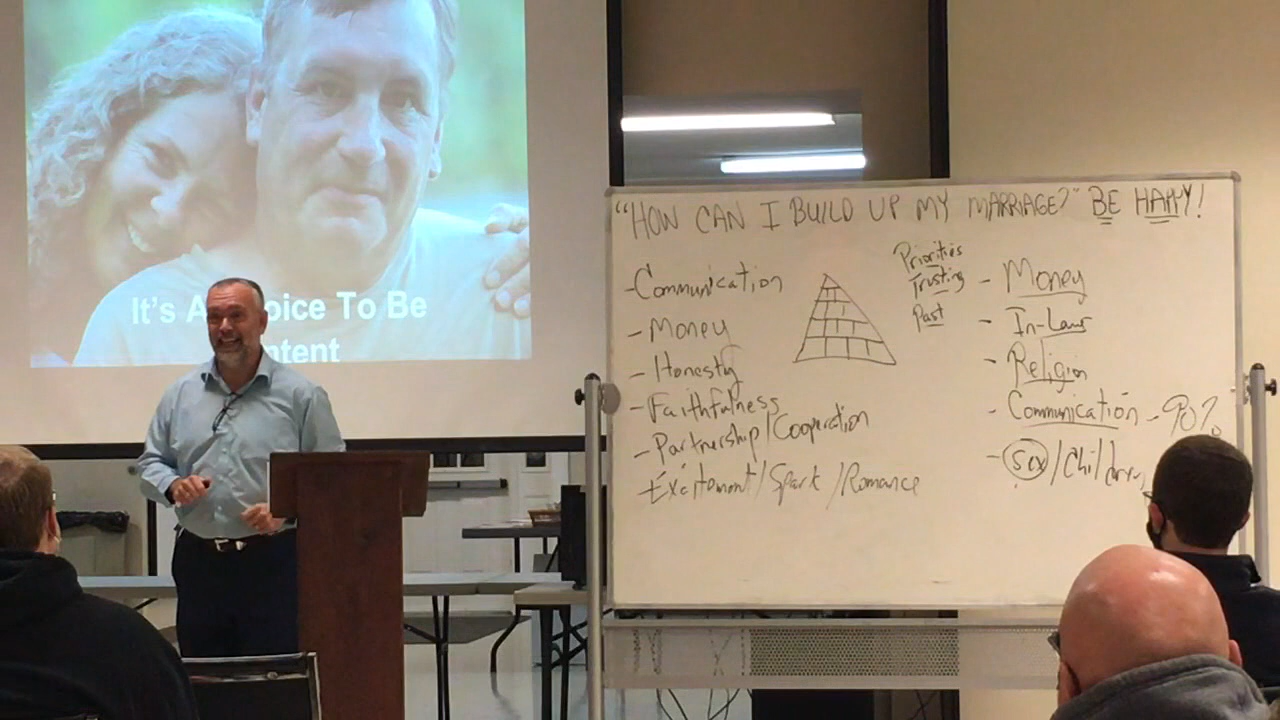 It's A oice To Be
ntent
"HOW CAN I BUILD UP MY MARRIAGE?" BE HAPPY!
- Communication
- Money
- Honesty
- Faithfulness
- Partnership/Cooperation
- Excitement/Spark/Romance
Priorities
Trusting
Past
- Money
- In-Laws
- Religion
- Communication - 90%
- Sex/Children